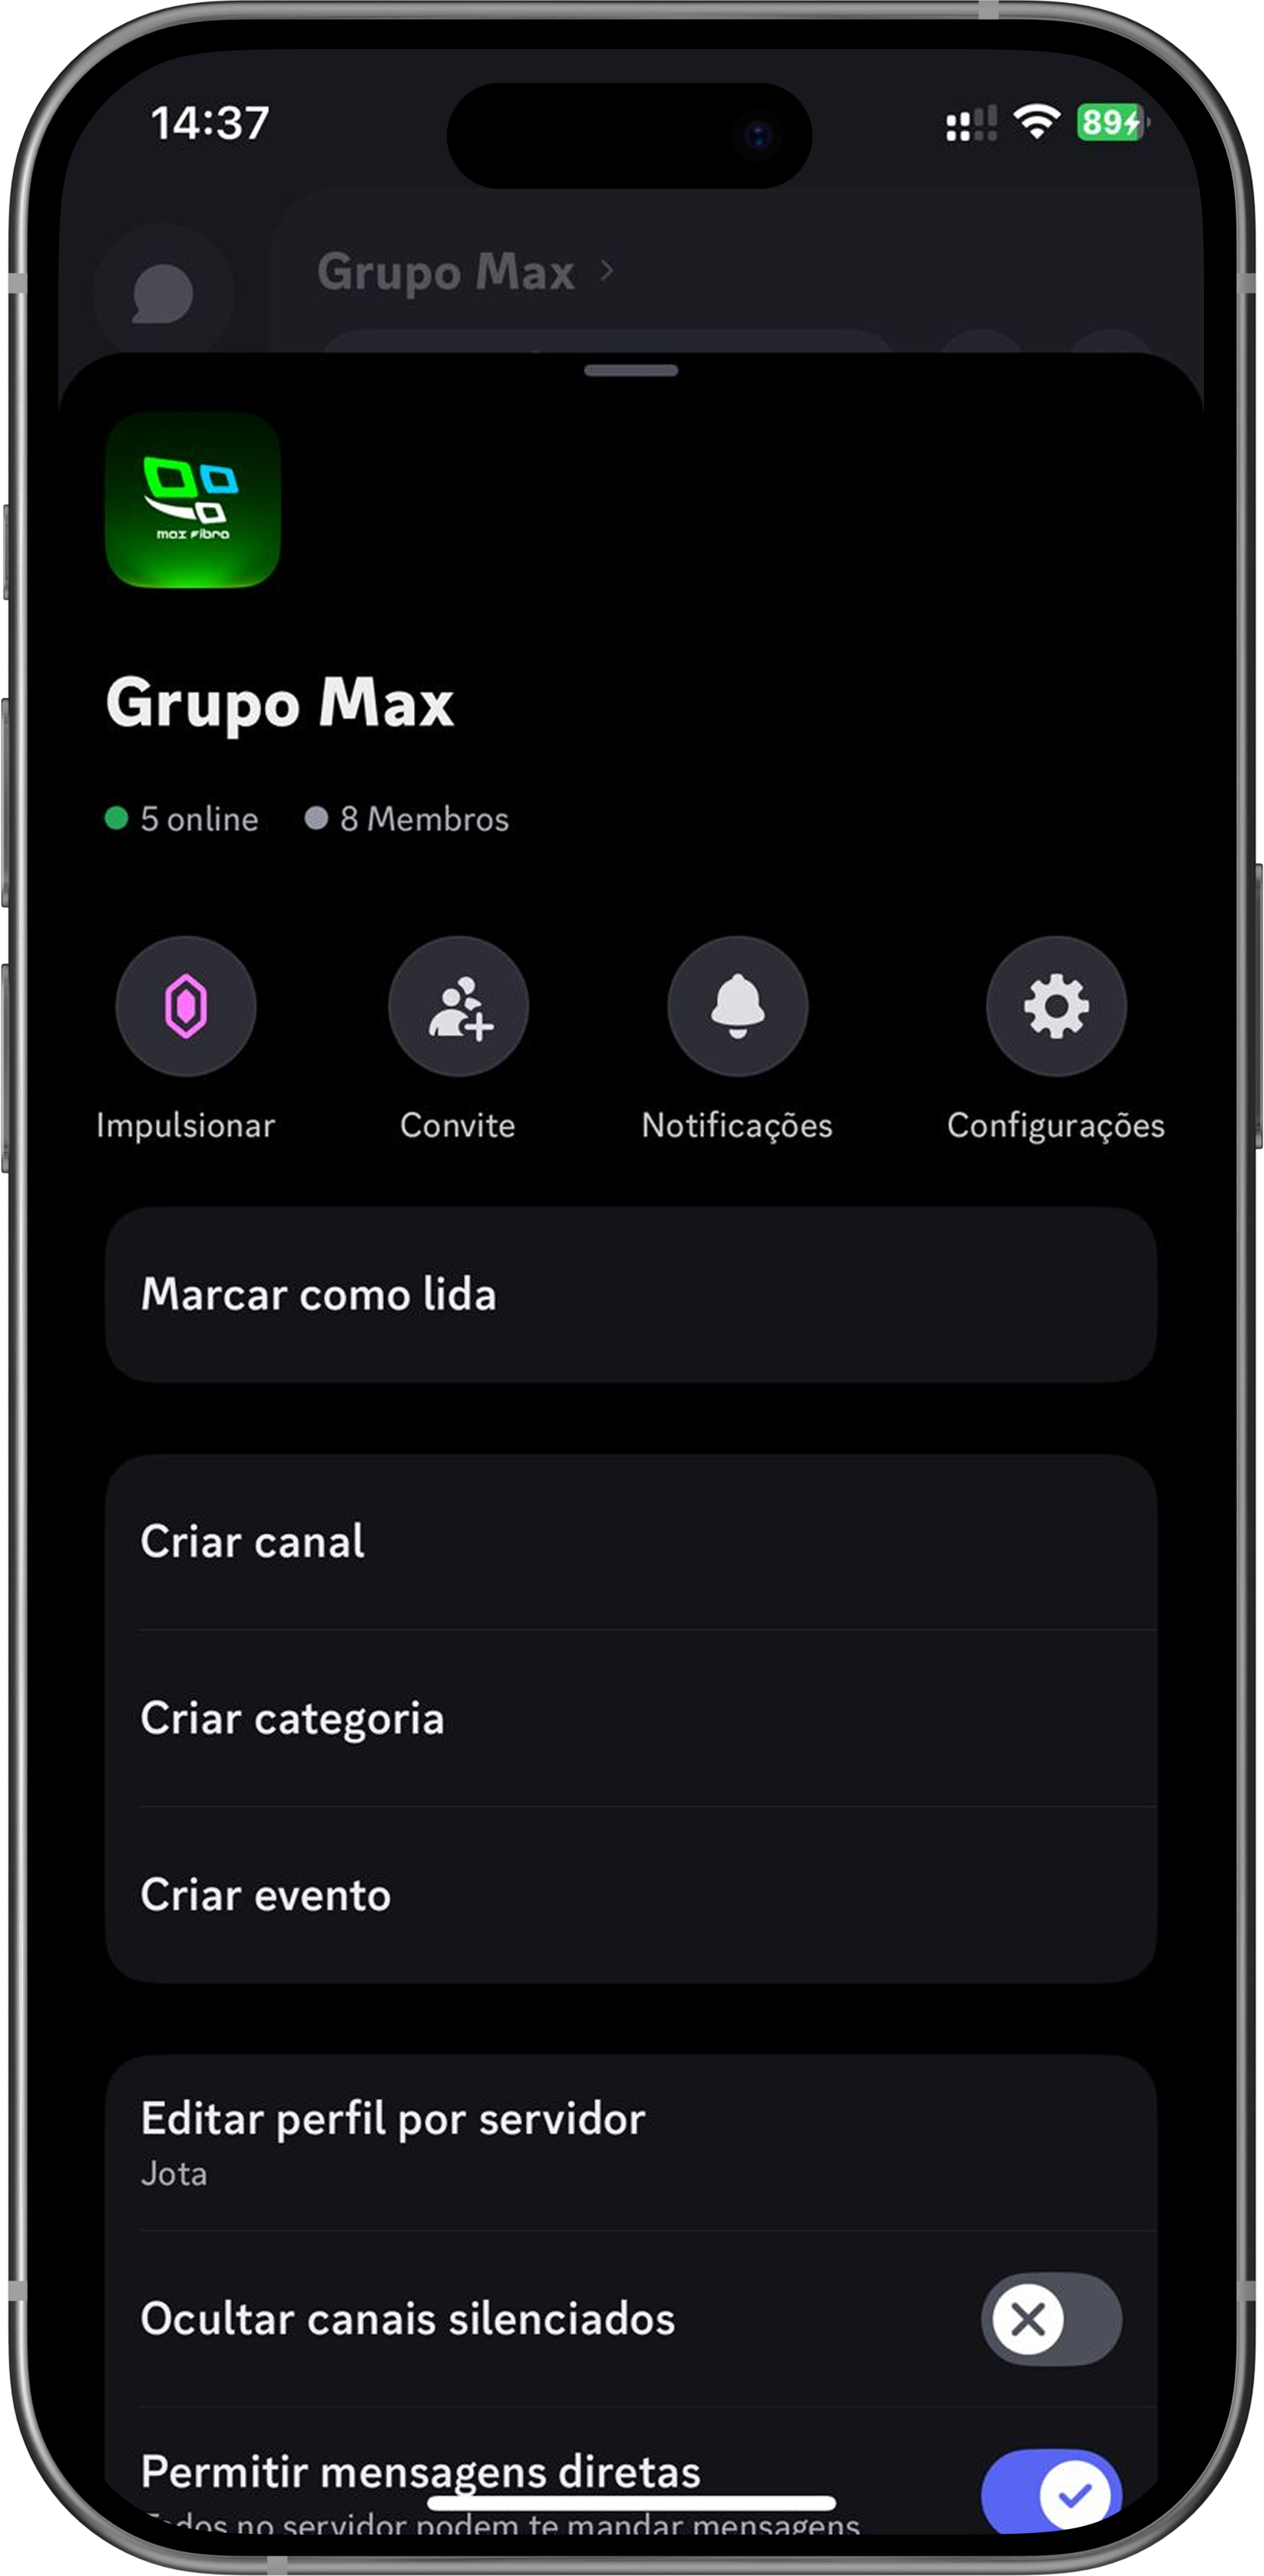 14:37
89
Grupo Max
max fibra
Grupo Max
5 online 8 Membros
Impulsionar Convite Notificações Configurações
Marcar como lida
Criar canal
Criar categoria
Criar evento
Editar perfil por servidor
Jota
Ocultar canais silenciados
Permitir mensagens diretas
Todos no servidor podem te mandar mensagens